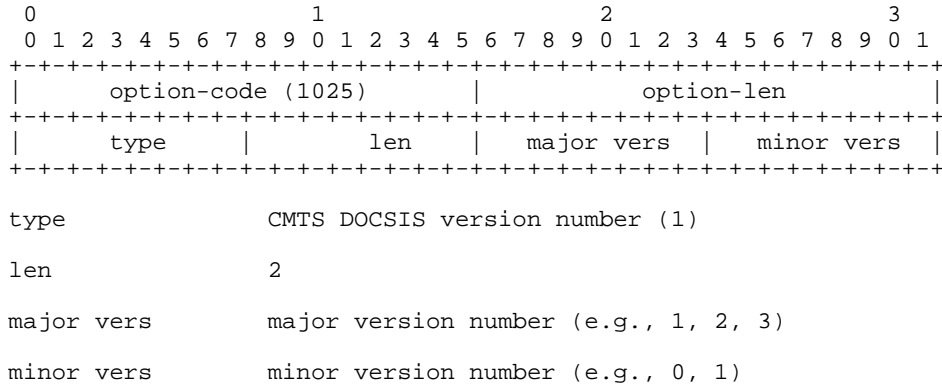 0                   1                   2                   3
 0 1 2 3 4 5 6 7 8 9 0 1 2 3 4 5 6 7 8 9 0 1 2 3 4 5 6 7 8 9 0 1
+-+-+-+-+-+-+-+-+-+-+-+-+-+-+-+-+-+-+-+-+-+-+-+-+-+-+-+-+-+-+-+-+
|      option-code (1025)       |           option-len          |
+-+-+-+-+-+-+-+-+-+-+-+-+-+-+-+-+-+-+-+-+-+-+-+-+-+-+-+-+-+-+-+-+
|      type     |        len    |   major vers  |   minor vers  |
+-+-+-+-+-+-+-+-+-+-+-+-+-+-+-+-+-+-+-+-+-+-+-+-+-+-+-+-+-+-+-+-+
type              CMTS DOCSIS version number (1)
len               2
major vers        major version number (e.g., 1, 2, 3)
minor vers        minor version number (e.g., 0, 1)